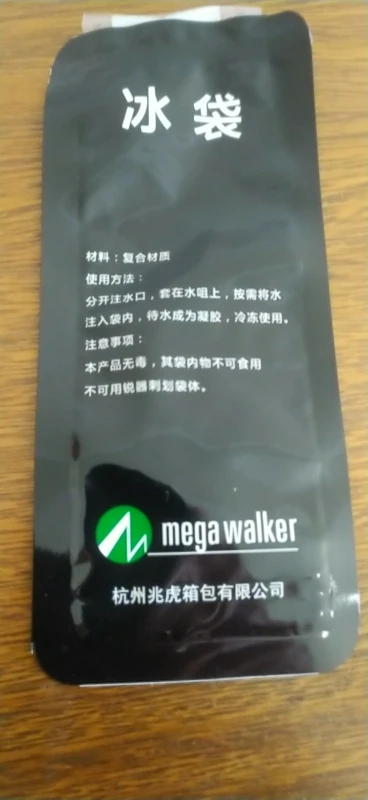 冰袋
材料：复合材质
使用方法：
分开注水口，套在水咀上，按需将水
注入袋内，待水成为凝胶，冷冻使用。
注意事项：
本产品无毒，其袋内物不可食用
不可用锐器刺划袋体。
mega walker
杭州兆虎箱包有限公司